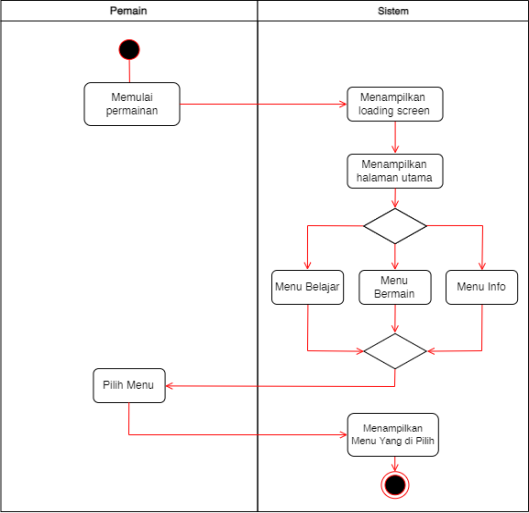 Pemain
Sistem
Memulai
permainan
Menampilkan
loading screen
Menampilkan
halaman utama
Menu Belajar
Menu
Bermain
Menu Info
Pilih Menu
Menampilkan
Menu Yang di Pilih